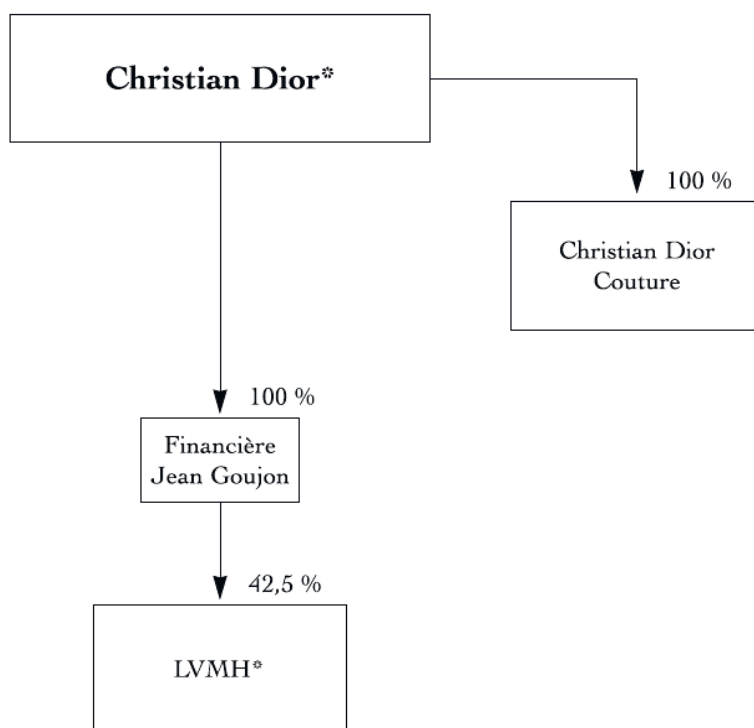 Christian Dior*
100 %
Christian Dior
Couture
100 %
Financière
Jean Goujon
42,5 %
LVMH*